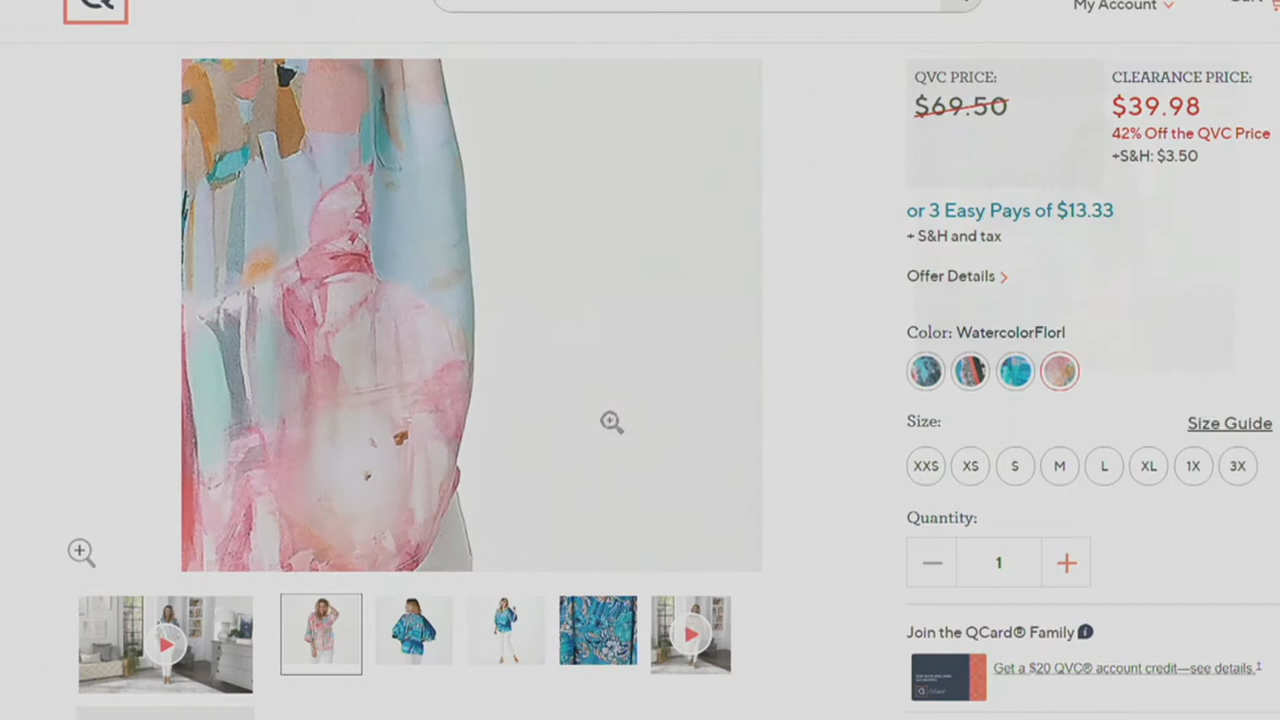 My Account
QVC PRICE:
$69.50
CLEARANCE PRICE:
$39.98
42% Off the QVC Price
+S&H: $3.50
or 3 Easy Pays of $13.33
+ S&H and tax
Offer Details
Color: WatercolorFlorl
Size:
Size Guide
XXS XS S M L XL 1X 3X
Quantity:
1
Join the QCard® Family
Get a $20 QVC® account credit—see details.1